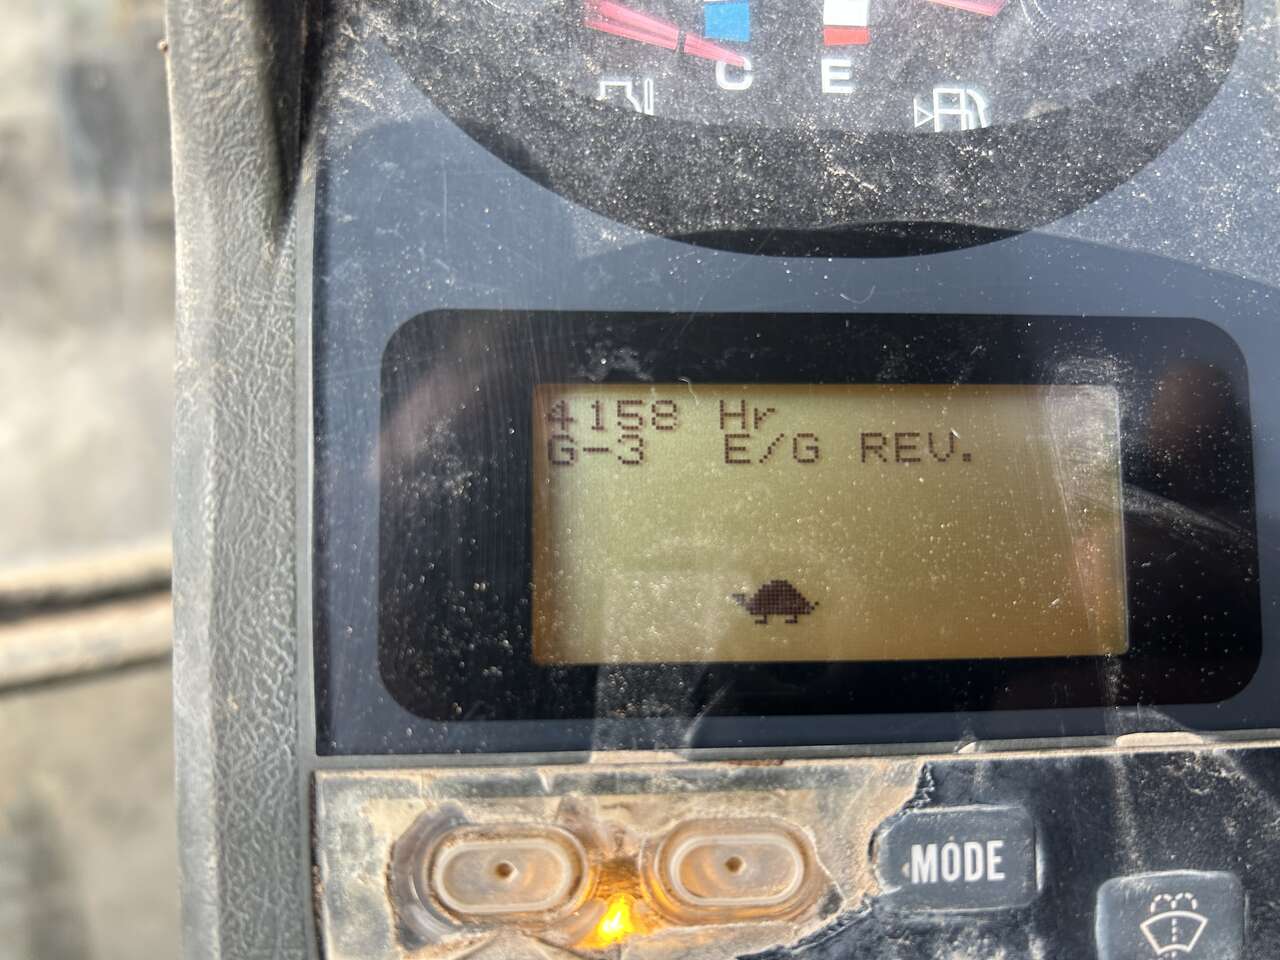 C E
4158 Hr
G-3 E/G REV.
MODE